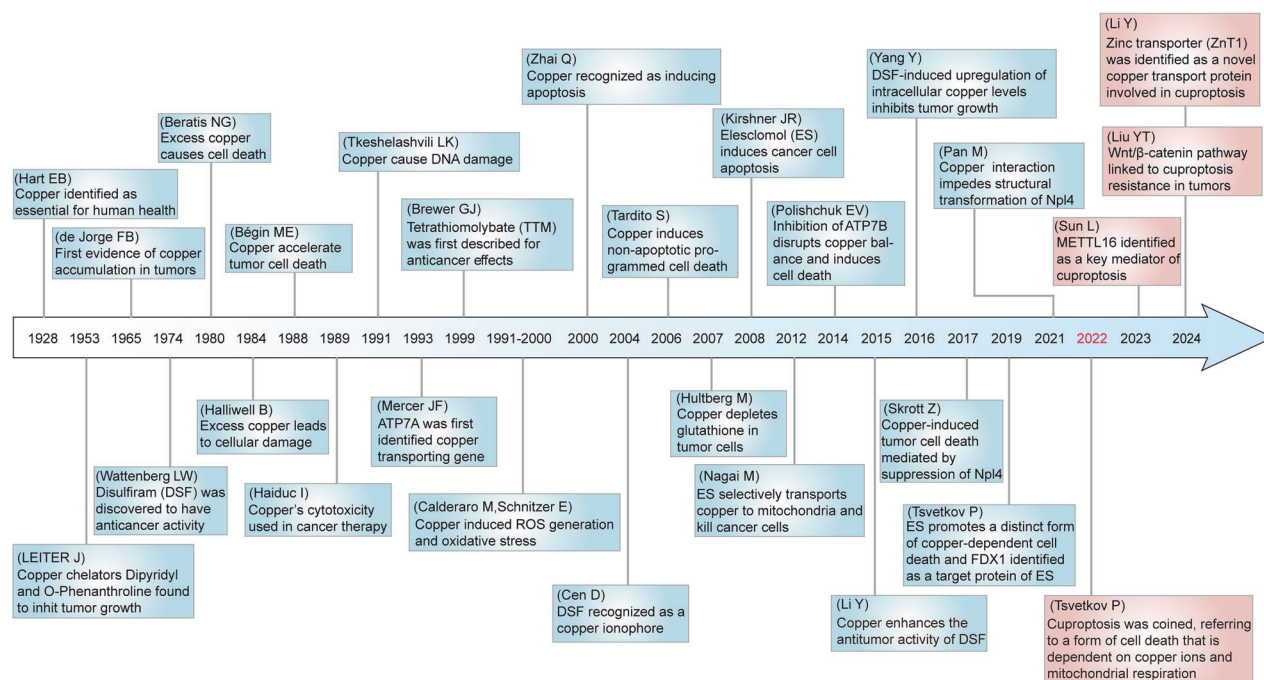 (Hart EB)
Copper identified as
essential for human health
(de Jorge FB)
First evidence of copper
accumulation in tumors
(Beratis NG)
Excess copper
causes cell death
(Bégin ME)
Copper accelerate
tumor cell death
(Tkeshelashvili LK)
Copper cause DNA damage
(Brewer GJ)
Tetrathiomolybate (TTM)
was first described for
anticancer effects
(Zhai Q)
Copper recognized as inducing
apoptosis
(Tardito S)
Copper induces
non-apoptotic pro-
grammed cell death
(Kirshner JR)
Elesclomol (ES)
induces cancer cell
apoptosis
(Polishchuk EV)
Inhibition of ATP7B
disrupts copper bal-
ance and induces
cell death
(Yang Y)
DSF-induced upregulation of
intracellular copper levels
inhibits tumor growth
(Pan M)
Copper interaction
impedes structural
transformation of Npl4
(Sun L)
METTL16 identified
as a key mediator of
cuproptosis
(Li Y)
Zinc transporter (ZnT1)
was identified as a novel
copper transport protein
involved in cuproptosis
(Liu YT)
Wnt/β-catenin pathway
linked to cuproptosis
resistance in tumors
1928 1953 1965 1974 1980 1984 1988 1989 1991 1993 1999 1991-2000 2000 2004 2006 2007 2008 2012 2014 2015 2016 2017 2019 2021 2022 2023 2024
(LEITER J)
Copper chelators Dipyridyl
and O-Phenanthroline found
to inhit tumor growth
(Wattenberg LW)
Disulfiram (DSF) was
discovered to have
anticancer activity
(Halliwell B)
Excess copper leads
to cellular damage
(Haiduc I)
Copper's cytotoxicity
used in cancer therapy
(Mercer JF)
ATP7A was first
identified copper
transporting gene
(Calderaro M,Schnitzer E)
Copper induced ROS generation
and oxidative stress
(Cen D)
DSF recognized as a
copper ionophore
(Hultberg M)
Copper depletes
glutathione in
tumor cells
(Nagai M)
ES selectively transports
copper to mitochondria and
kill cancer cells
(Li Y)
Copper enhances the
antitumor activity of DSF
(Skrott Z)
Copper-induced
tumor cell death
mediated by
suppression of Npl4
(Tsvetkov P)
ES promotes a distinct form
of copper-dependent cell
death and FDX1 identified
as a target protein of ES
(Tsvetkov P)
Cuproptosis was coined, referring
to a form of cell death that is
dependent on copper ions and
mitochondrial respiration